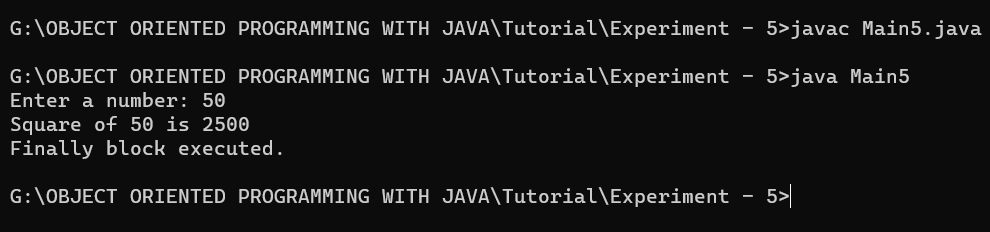 G:\OBJECT ORIENTED PROGRAMMING WITH JAVA\Tutorial\Experiment - 5>javac Main5.java
G:\OBJECT ORIENTED PROGRAMMING WITH JAVA\Tutorial\Experiment - 5>java Main5
Enter a number: 50
Square of 50 is 2500
Finally block executed.
G:\OBJECT ORIENTED PROGRAMMING WITH JAVA\Tutorial\Experiment - 5>